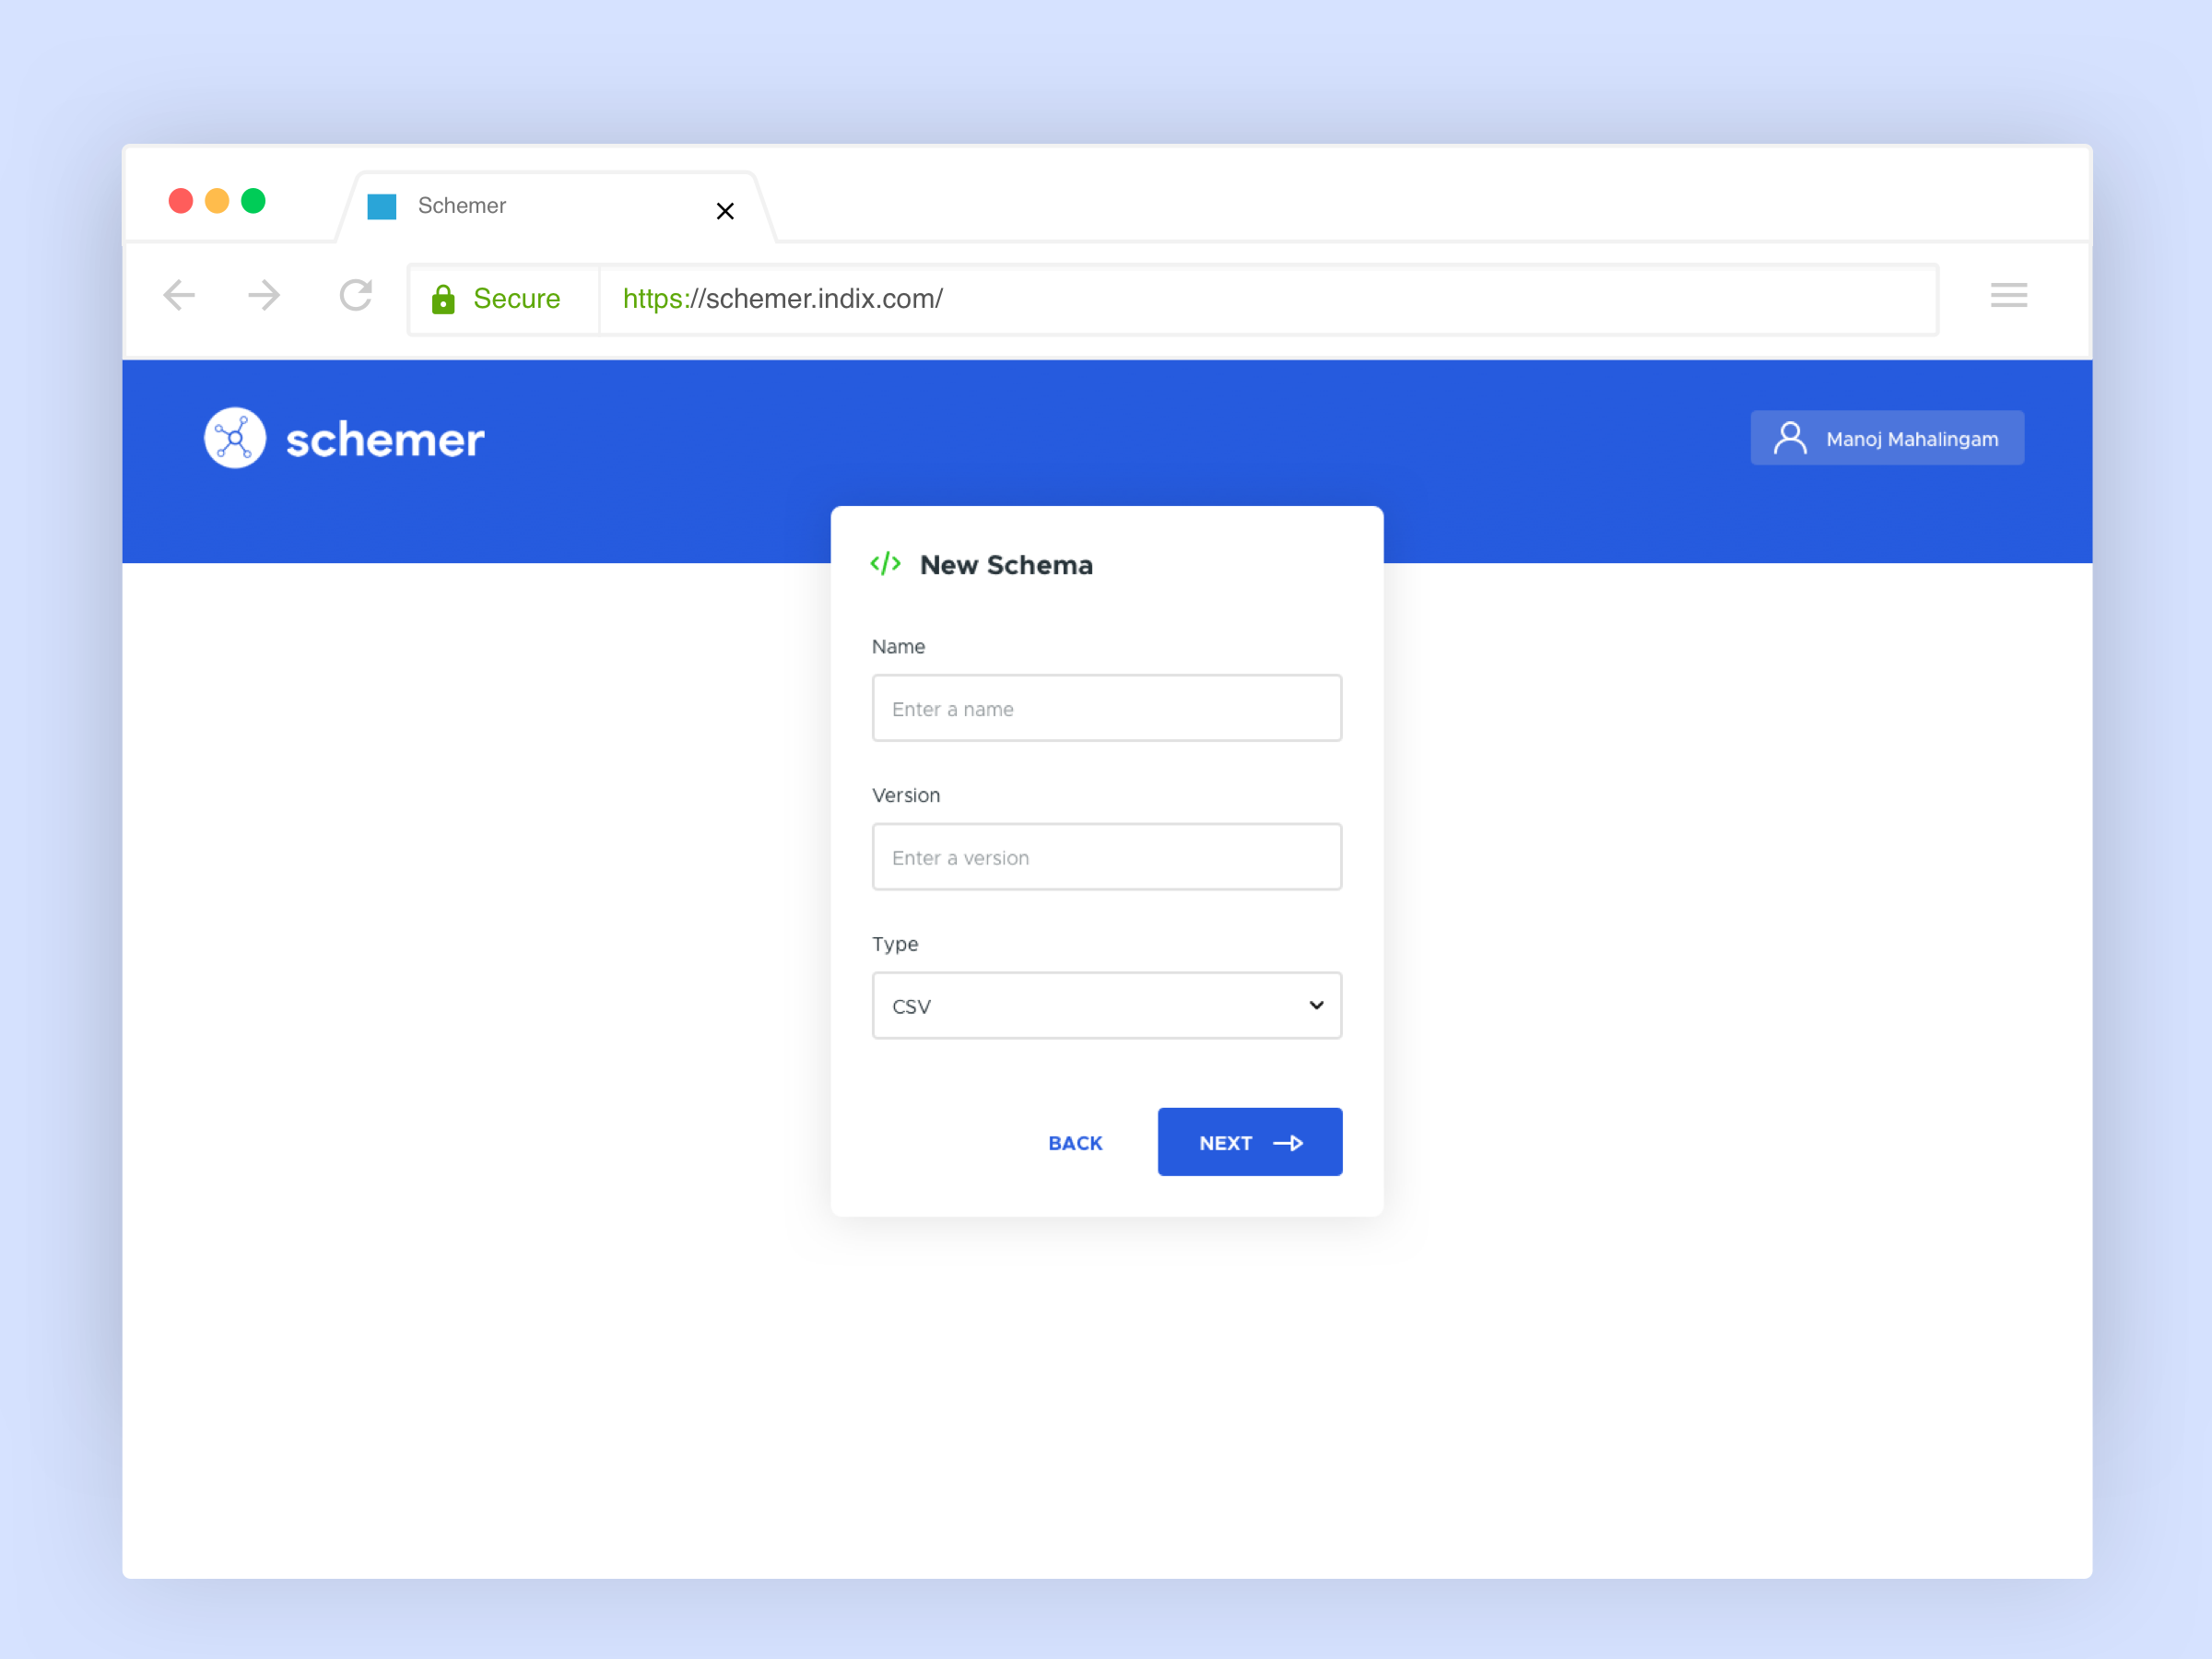 Schemer
Secure
https://schemer.indix.com/
schemer
Manoj Mahalingam
</> New Schema
Name
Enter a name
Version
Enter a version
Type
CSV
BACK
NEXT